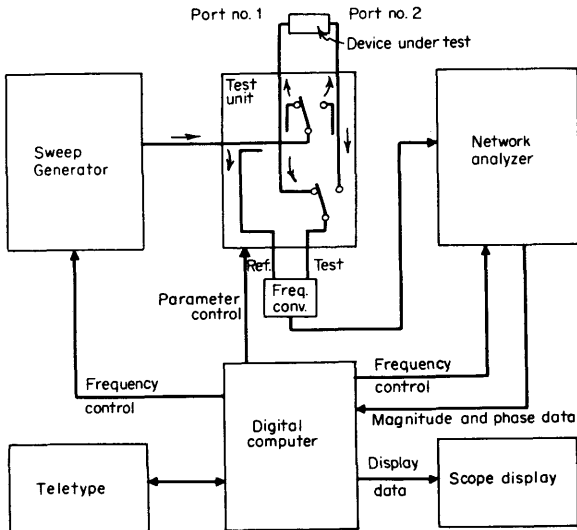 Port no. 1
Port no. 2
Device under test
Test
unit
Sweep
Generator
Network
analyzer
Ref.
Test
Freq.
conv.
Parameter
control
Frequency
control
Frequency
control
Digital
computer
Magnitude and phase data
Teletype
Display
data
Scope display